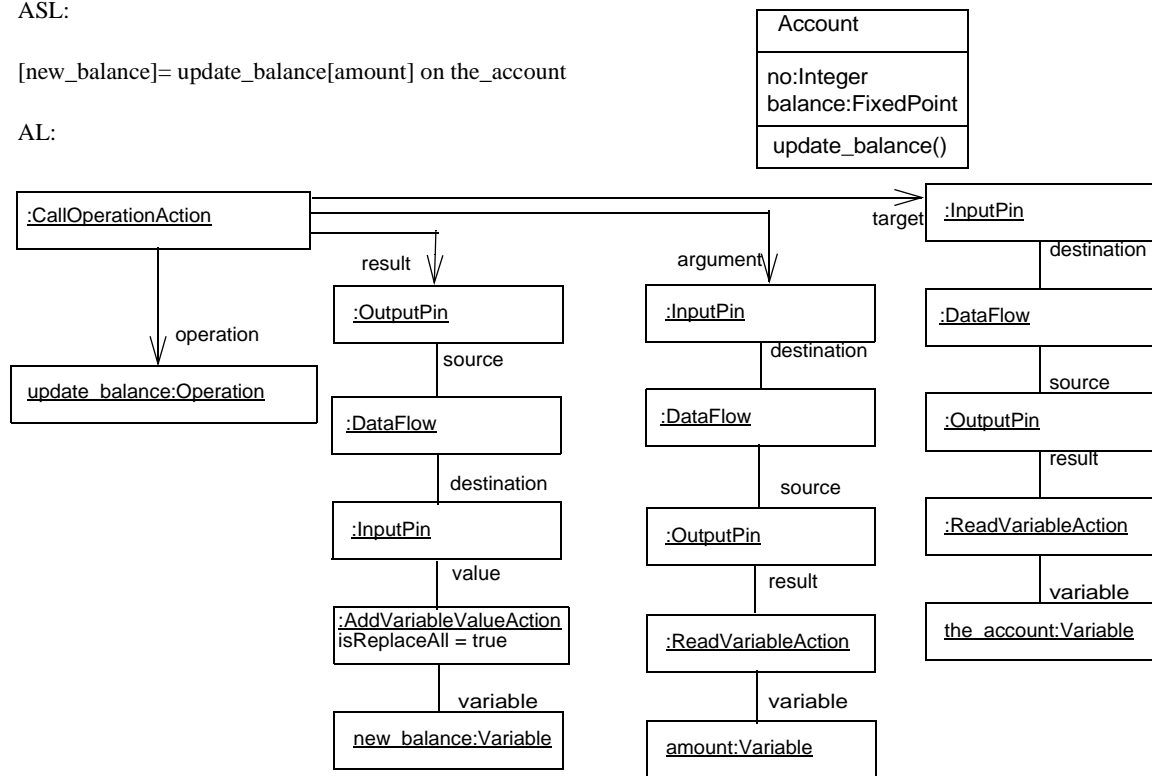 ASL:
[new_balance]= update_balance[amount] on the_account
AL:
Account
no:Integer
balance:FixedPoint
update_balance()
:CallOperationAction
operation
update_balance:Operation
result
:OutputPin
source
:DataFlow
destination
:InputPin
value
:AddVariableValueAction
isReplaceAll = true
variable
new_balance:Variable
argument
:InputPin
destination
:DataFlow
source
:OutputPin
result
:ReadVariableAction
variable
amount:Variable
target
:InputPin
destination
:DataFlow
source
:OutputPin
result
:ReadVariableAction
variable
the_account:Variable